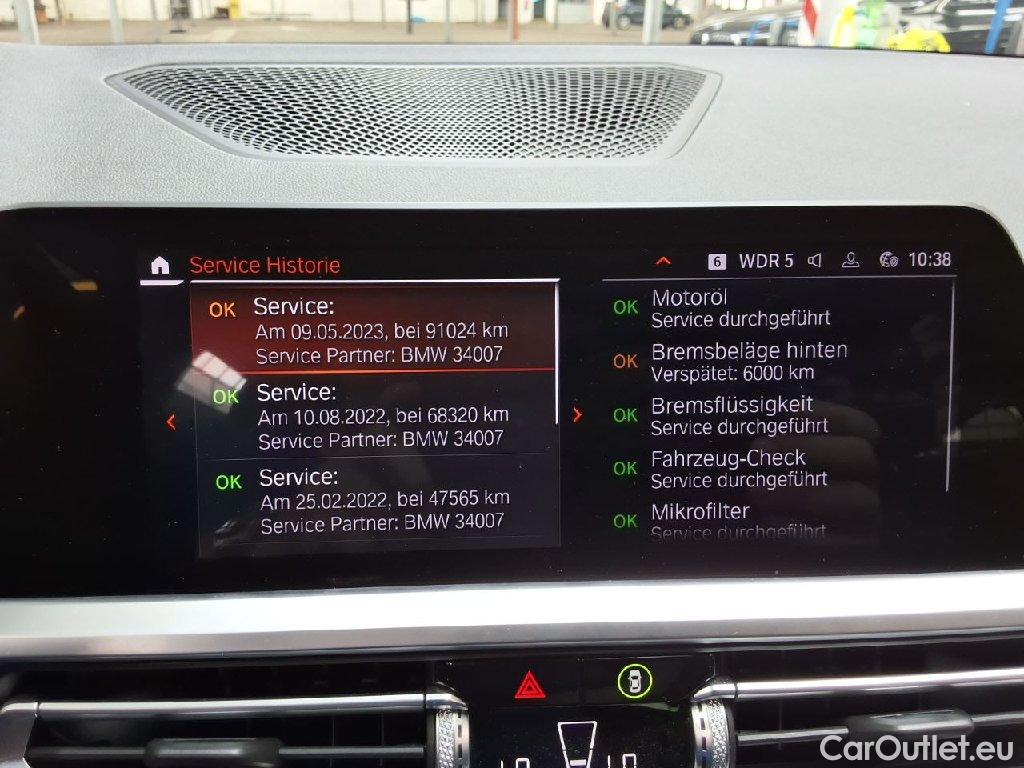 Service Historie
6 WDR 5 10:38
OK Service:
Am 09.05.2023, bei 91024 km
Service Partner: BMW 34007
OK Service:
Am 10.08.2022, bei 68320 km
Service Partner: BMW 34007
OK Service:
Am 25.02.2022, bei 47565 km
Service Partner: BMW 34007
OK Motoröl
Service durchgeführt
OK Bremsbeläge hinten
Verspätet: 6000 km
OK Bremsflüssigkeit
Service durchgeführt
OK Fahrzeug-Check
Service durchgeführt
OK Mikrofilter
Service durchgeführt
CarOutlet.eu